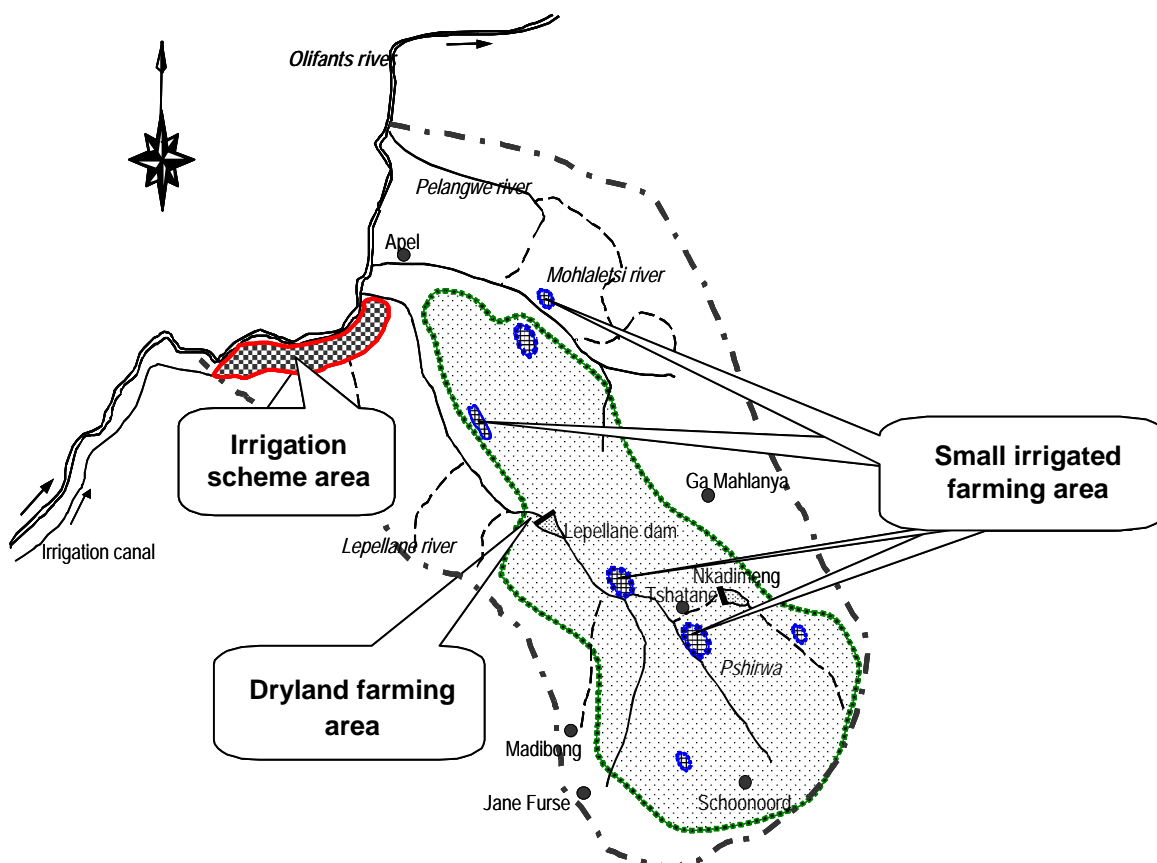 Olifants river
Pelangwe river
Apel
Mohlaletsi river
Irrigation
scheme area
Small irrigated
farming area
Ga Mahlanya
Lepellane dam
Lepellane river
Irrigation canal
Nkadimeng
Tshatane
Pshirwa
Dryland farming
area
Madibong
Jane Furse
Schoonoord